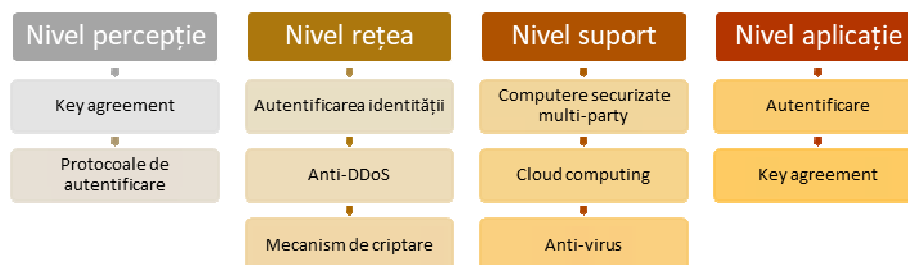 Nivel percepție
Nivel rețea
Nivel suport
Nivel aplicație
Key agreement
Autentificarea identității
Computere securizate
multi-party
Autentificare
Protocoale de
autentificare
Anti-DDoS
Cloud computing
Key agreement
Mecanism de criptare
Anti-virus